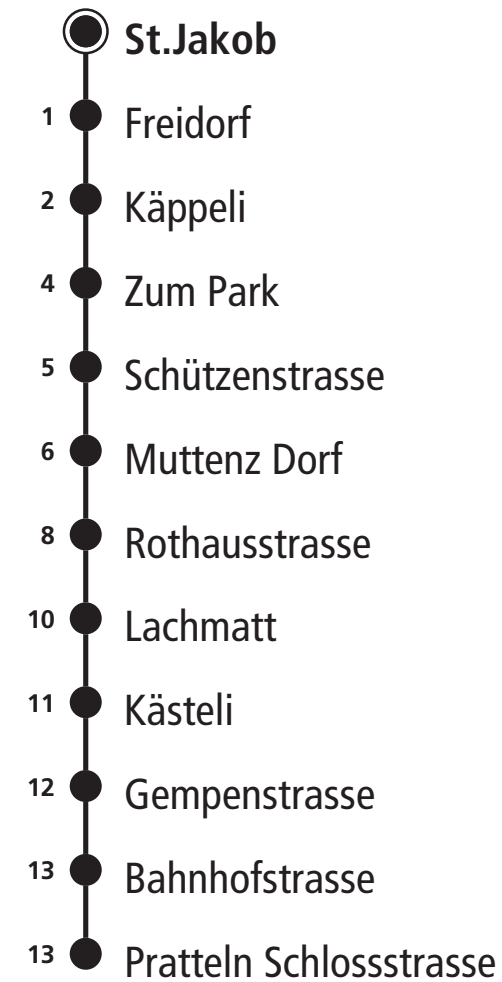 St.Jakob
1 Freidorf
2 Käppeli
4 Zum Park
5 Schützenstrasse
6 Muttenz Dorf
8 Rothausstrasse
10 Lachmatt
11 Kästeli
12 Gempenstrasse
13 Bahnhofstrasse
13 Pratteln Schlossstrasse